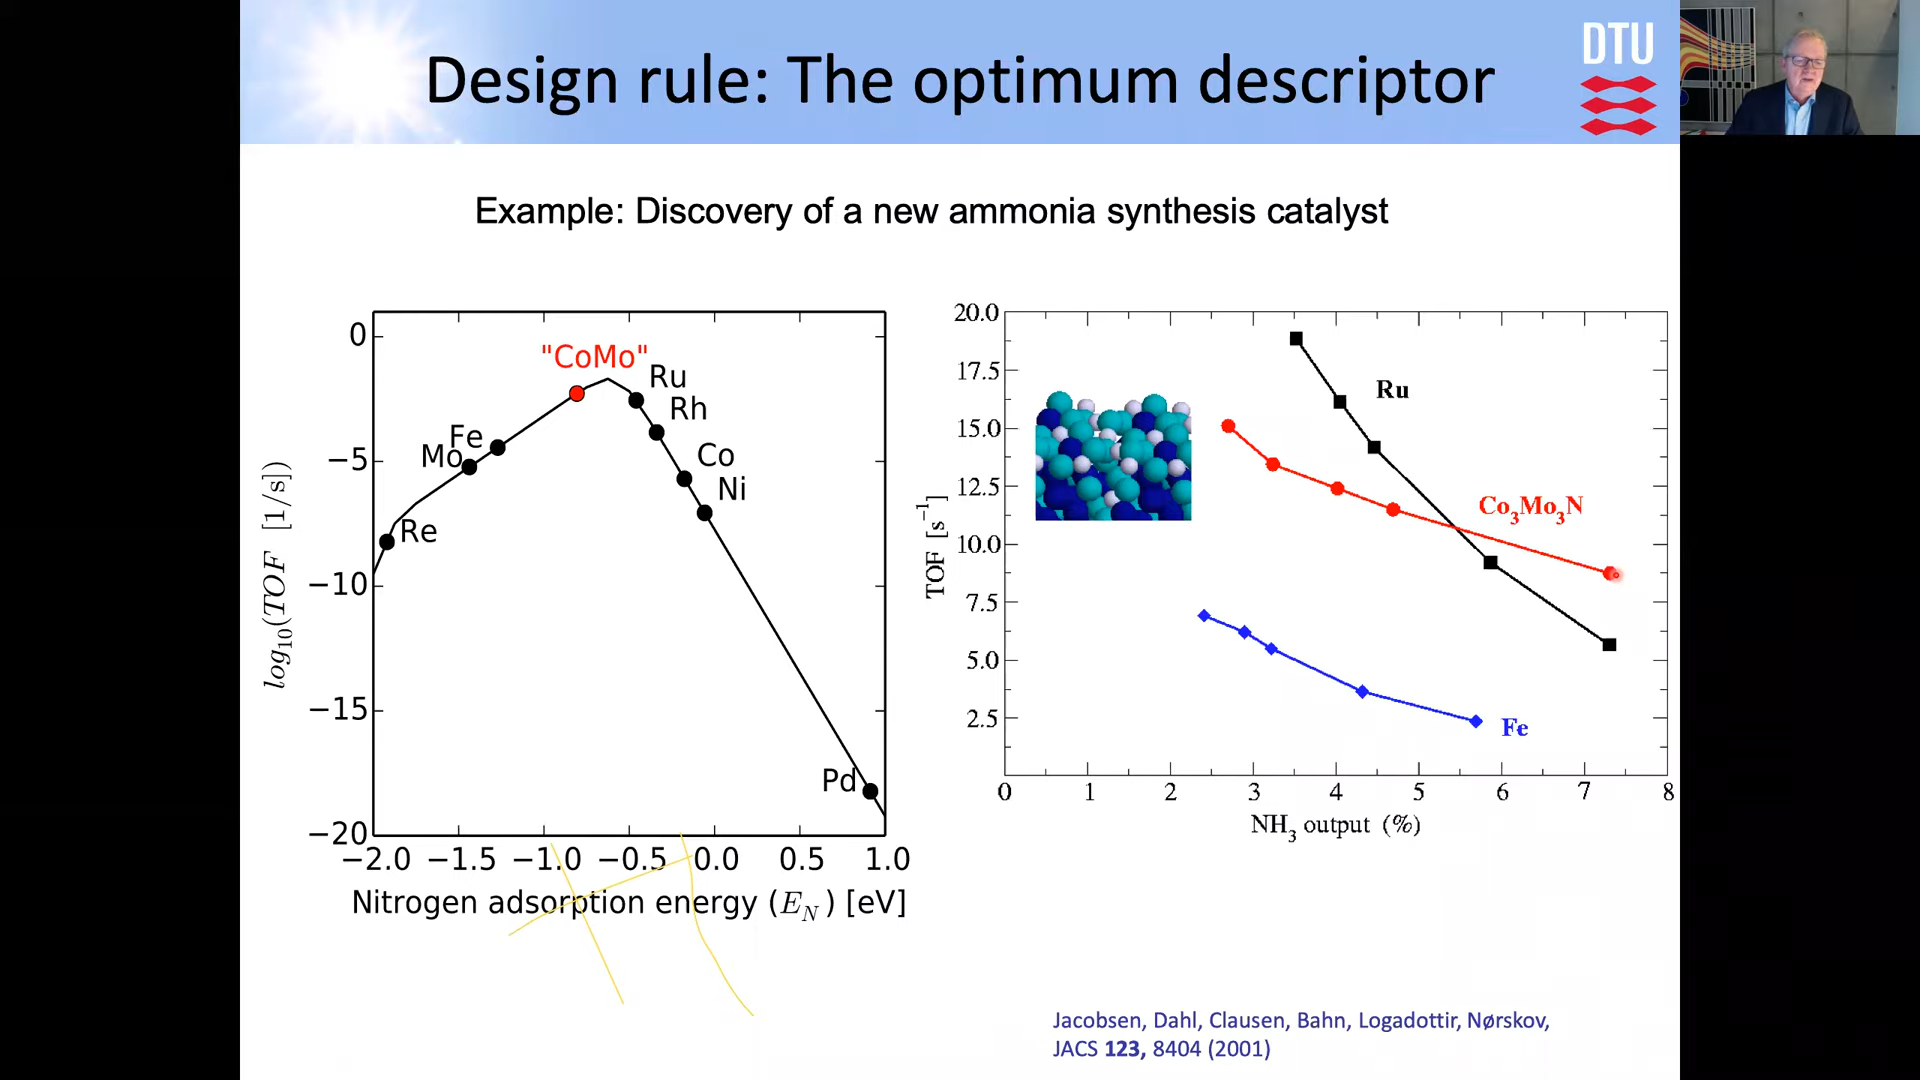 Design rule: The optimum descriptor
DTU
Example: Discovery of a new ammonia synthesis catalyst
0
−5
−10
−15
−20
log10(TOF [1/s])
"CoMo"
Ru
Rh
Fe
Mo
Co
Ni
Re
Pd
−2.0 −1.5 −1.0 −0.5 0.0 0.5 1.0
Nitrogen adsorption energy (EN) [eV]
20.0
17.5
15.0
12.5
10.0
7.5
5.0
2.5
TOF [s−1]
Ru
Co3Mo3N
Fe
0 1 2 3 4 5 6 7 8
NH3 output (%)
Jacobsen, Dahl, Clausen, Bahn, Logadottir, Nørskov,
JACS 123, 8404 (2001)